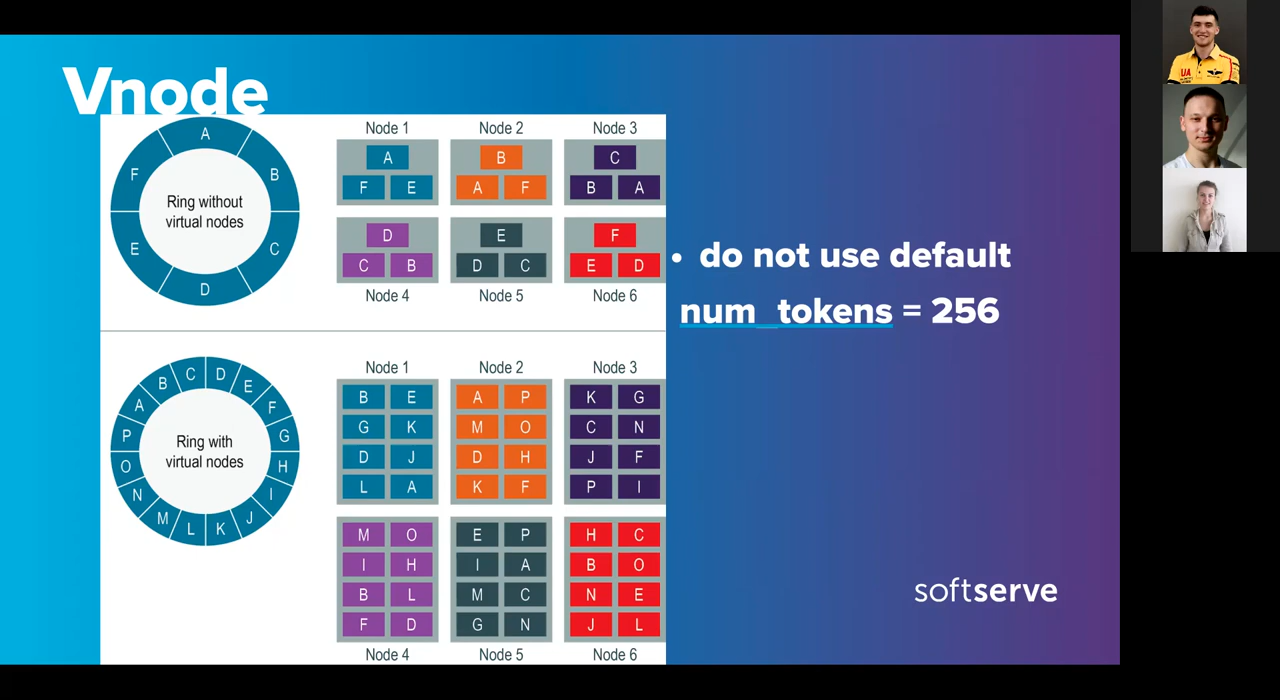 Vnode
A
B
C
D
E
F
Ring without
virtual nodes
Node 1
A
F E
Node 2
B
A F
Node 3
C
B A
D
C B
Node 4
E
D C
Node 5
F
E D
Node 6
A
B
C
D
E
F
G
H
I
J
K
L
M
N
O
P
Ring with
virtual nodes
Node 1
B E
G K
D J
L A
Node 2
A P
M O
D H
K F
Node 3
K G
C N
J F
P I
M O
I H
B L
F D
Node 4
E P
I A
M C
G N
Node 5
H C
B O
N E
J L
Node 6
• do not use default
num_tokens = 256
softserve
UA